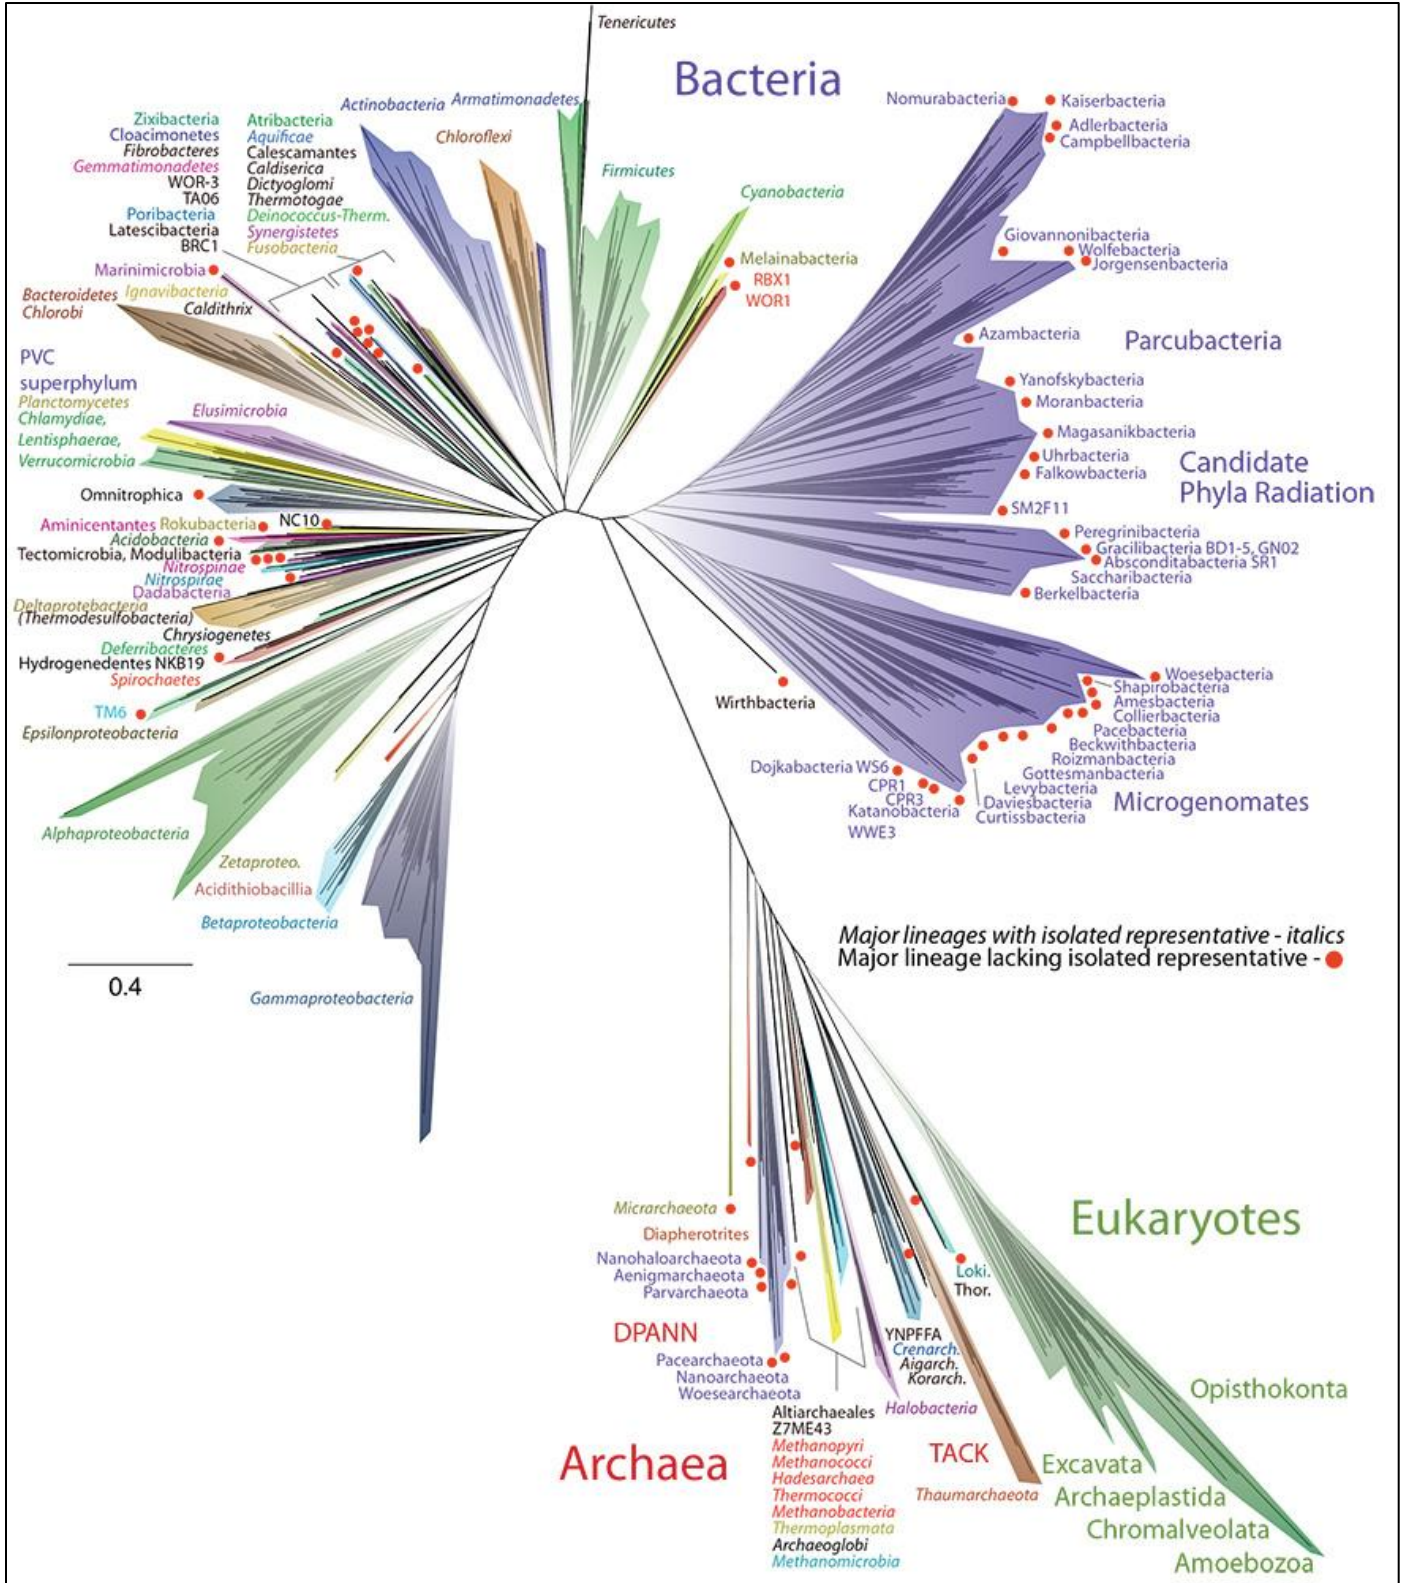 Tenericutes
Bacteria
Actinobacteria
Armatimonadetes
Chloroflexi
Firmicutes
Cyanobacteria
Melainabacteria
RBX1
WOR1
Zixibacteria
Cloacimonetes
Fibrobacteres
Gemmatimonadetes
WOR-3
TA06
Poribacteria
Latescibacteria
BRC1
Atribacteria
Aquificae
Calescamantes
Caldiserica
Dictyoglomi
Thermotogae
Deinococcus-Therm.
Synergistetes
Fusobacteria
Marinimicrobia
Bacteroidetes
Chlorobi
Ignavibacteria
Caldithrix
PVC
superphylum
Planctomycetes
Chlamydiae,
Lentisphaerae,
Verrucomicrobia
Elusimicrobia
Omnitrophica
Aminicentantes
Rokubacteria
NC10
Acidobacteria
Tectomicrobia, Modulibacteria
Nitrospinae
Nitrospirae
Dadabacteria
Deltaprotebacteria
(Thermodesulfobacteria)
Chrysiogenetes
Deferribacteres
Hydrogenedentes NKB19
Spirochaetes
TM6
Epsilonproteobacteria
Alphaproteobacteria
Zetaproteo.
Acidithiobacillia
Betaproteobacteria
Gammaproteobacteria
0.4
Nomurabacteria
Kaiserbacteria
Adlerbacteria
Campbellbacteria
Giovannonibacteria
Wolfebacteria
Jorgensenbacteria
Azambacteria
Parcubacteria
Yanofskybacteria
Moranbacteria
Magasanikbacteria
Uhrbacteria
Falkowbacteria
Candidate
Phyla Radiation
SM2F11
Peregrinibacteria
Gracilibacteria BD1-5, GN02
Absconditabacteria SR1
Saccharibacteria
Berkelbacteria
Woesebacteria
Shapirobacteria
Amesbacteria
Collierbacteria
Pacebacteria
Beckwithbacteria
Roizmanbacteria
Gottesmanbacteria
Levybacteria
Daviesbacteria
Curtissbacteria
Microgenomates
Wirthbacteria
Dojkabacteria WS6
CPR1
CPR3
Katanobacteria
WWE3
Major lineages with isolated representative - italics
Major lineage lacking isolated representative -
Micrarchaeota
Diapherotrites
Nanohaloarchaeota
Aenigmarchaeota
Parvarchaeota
DPANN
Pacearchaeota
Nanoarchaeota
Woesearchaeota
Archaea
Altiarchaeales
Z7ME43
Methanopyri
Methanococci
Hadesarchaea
Thermococci
Methanobacteria
Thermoplasmata
Archaeoglobi
Methanomicrobia
Halobacteria
YNPFFA
Crenarch.
Aigarch.
Korarch.
Loki.
Thor.
TACK
Thaumarchaeota
Eukaryotes
Opisthokonta
Excavata
Archaeplastida
Chromalveolata
Amoebozoa